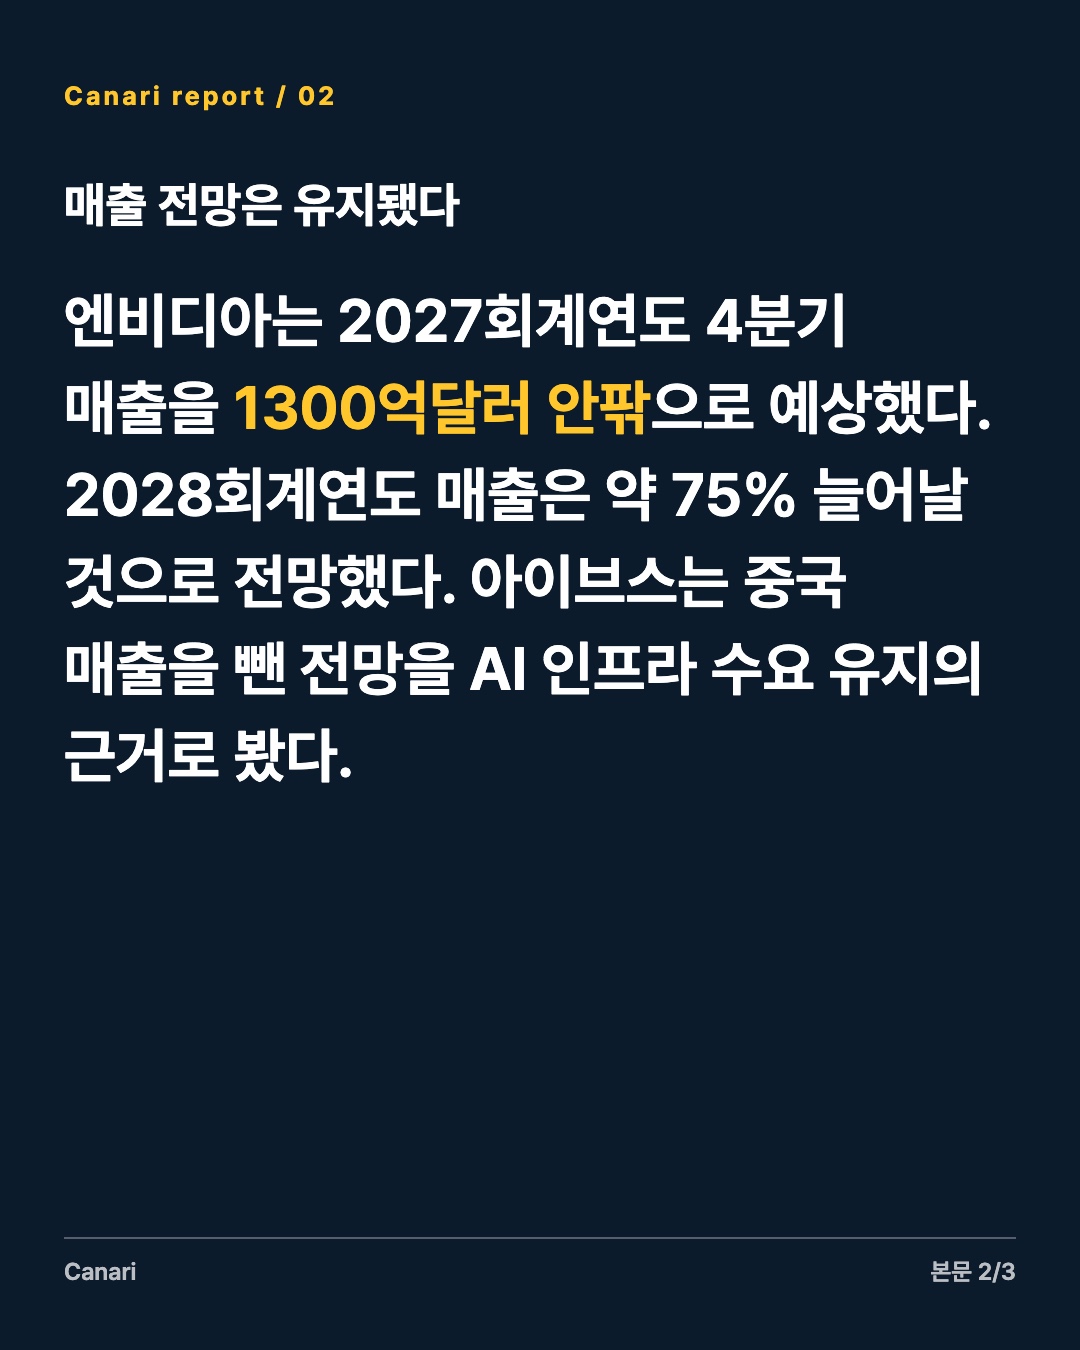 Canari report / 02
매출 전망은 유지됐다
엔비디아는 2027회계연도 4분기
매출을 1300억달러 안팎으로 예상했다.
2028회계연도 매출은 약 75% 늘어날
것으로 전망했다. 아이브스는 중국
매출을 뺀 전망을 AI 인프라 수요 유지의
근거로 봤다.
Canari
본문 2/3